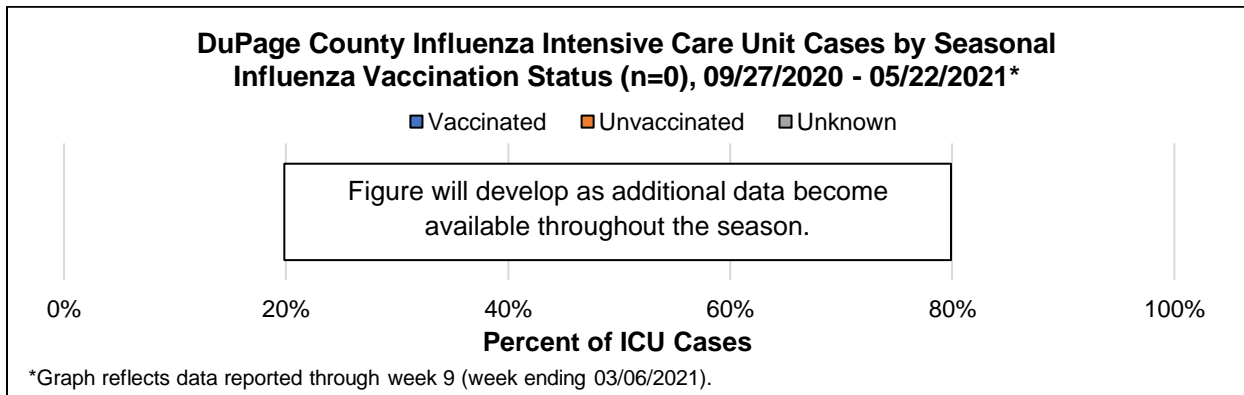 DuPage County Influenza Intensive Care Unit Cases by Seasonal
Influenza Vaccination Status (n=0), 09/27/2020 - 05/22/2021*
Vaccinated Unvaccinated Unknown
Figure will develop as additional data become
available throughout the season.
0% 20% 40% 60% 80% 100%
Percent of ICU Cases
*Graph reflects data reported through week 9 (week ending 03/06/2021).